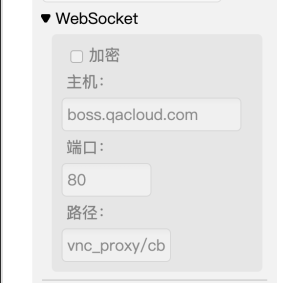 WebSocket
加密
主机：
boss.qacloud.com
端口：
80
路径：
vnc_proxy/cb